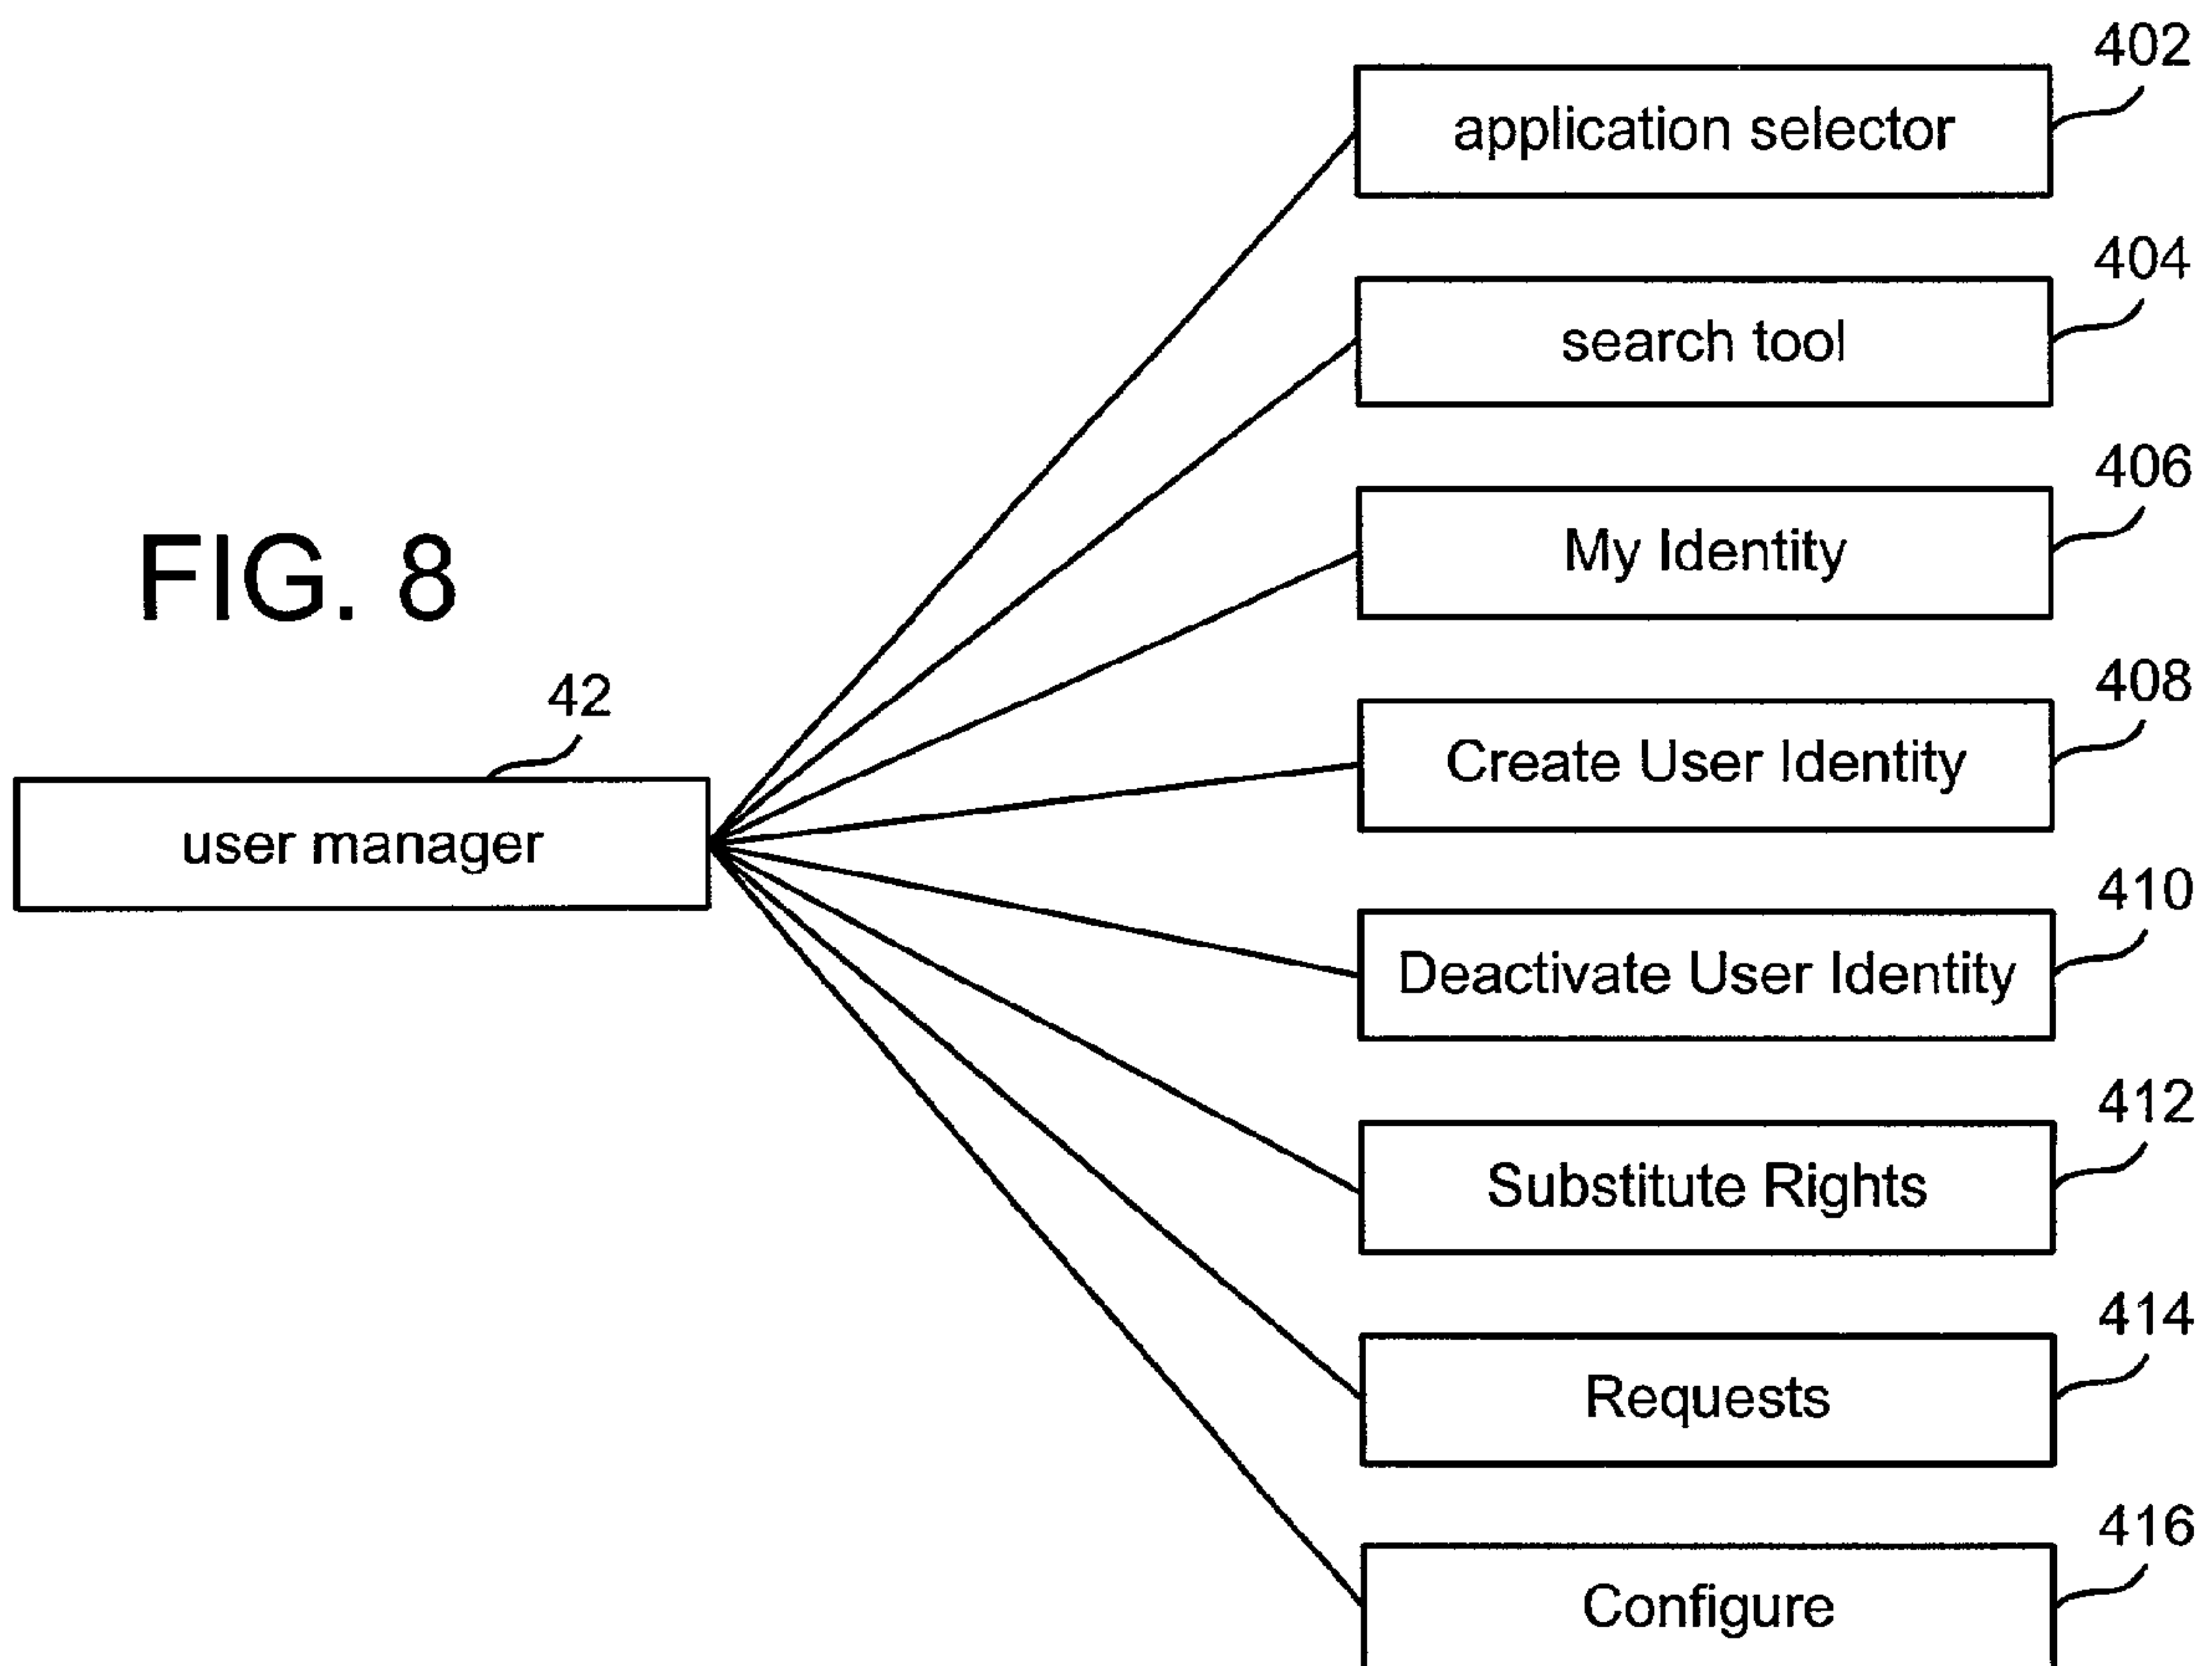 402
application selector
404
search tool
406
My Identity
FIG. 8
408
42
Create User Identity
user manager
410
Deactivate User Identity
412
Substitute Rights
414
Requests
416
Configure